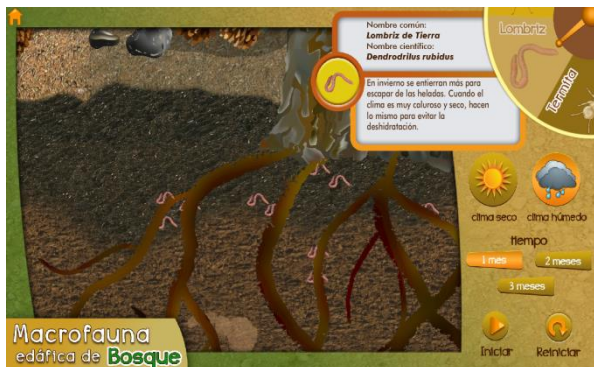 Nombre común:
Lombriz de Tierra
Nombre científico:
Dendrodrilus rubidus
En invierno se entierran más para
escapar de las heladas. Cuando el
clima es muy caluroso y seco, hacen
lo mismo para evitar la
deshidratación.
Lombriz
Termita
clima seco
clima húmedo
tiempo
1 mes
2 meses
3 meses
Iniciar
Reiniciar
Macrofauna
edáfica de Bosque